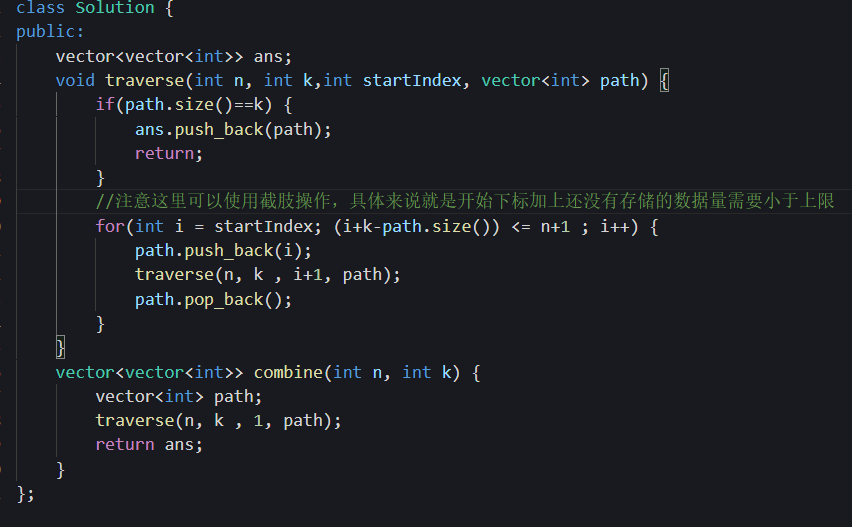 class Solution {
public:
    vector<vector<int>> ans;
    void traverse(int n, int k,int startIndex, vector<int> path) {
        if(path.size()==k) {
            ans.push_back(path);
            return;
        }
        //注意这里可以使用截肢操作，具体来说就是开始下标加上还没有存储的数据量需要小于上限
        for(int i = startIndex; (i+k-path.size()) <= n+1 ; i++) {
            path.push_back(i);
            traverse(n, k , i+1, path);
            path.pop_back();
        }
    }
    vector<vector<int>> combine(int n, int k) {
        vector<int> path;
        traverse(n, k , 1, path);
        return ans;
    }
};